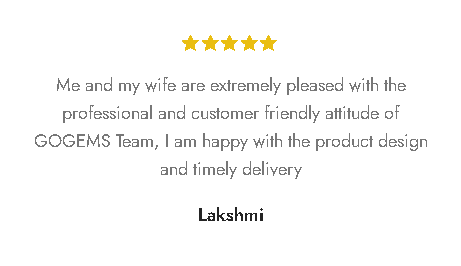 Me and my wife are extremely pleased with the
professional and customer friendly attitude of
GOGEMS Team, I am happy with the product design
and timely delivery
Lakshmi